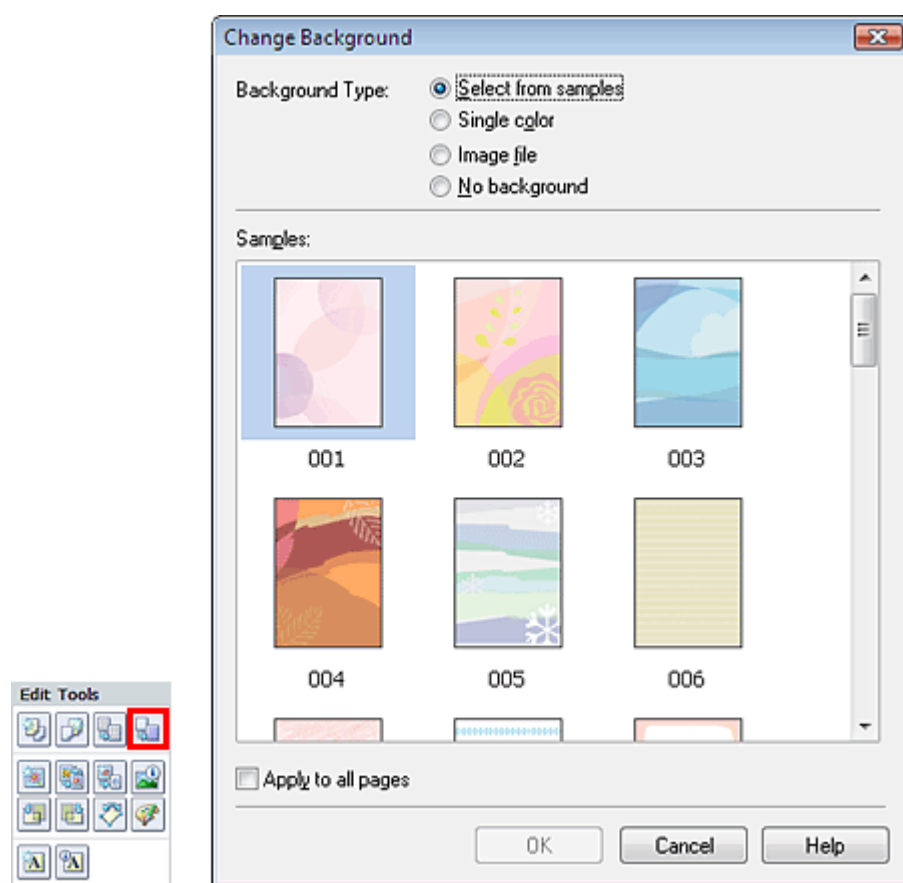 Change Background
Background Type:
Select from samples
Single color
Image file
No background
Samples:
001 002 003
004 005 006
Edit Tools
Apply to all pages
OK Cancel Help
A A